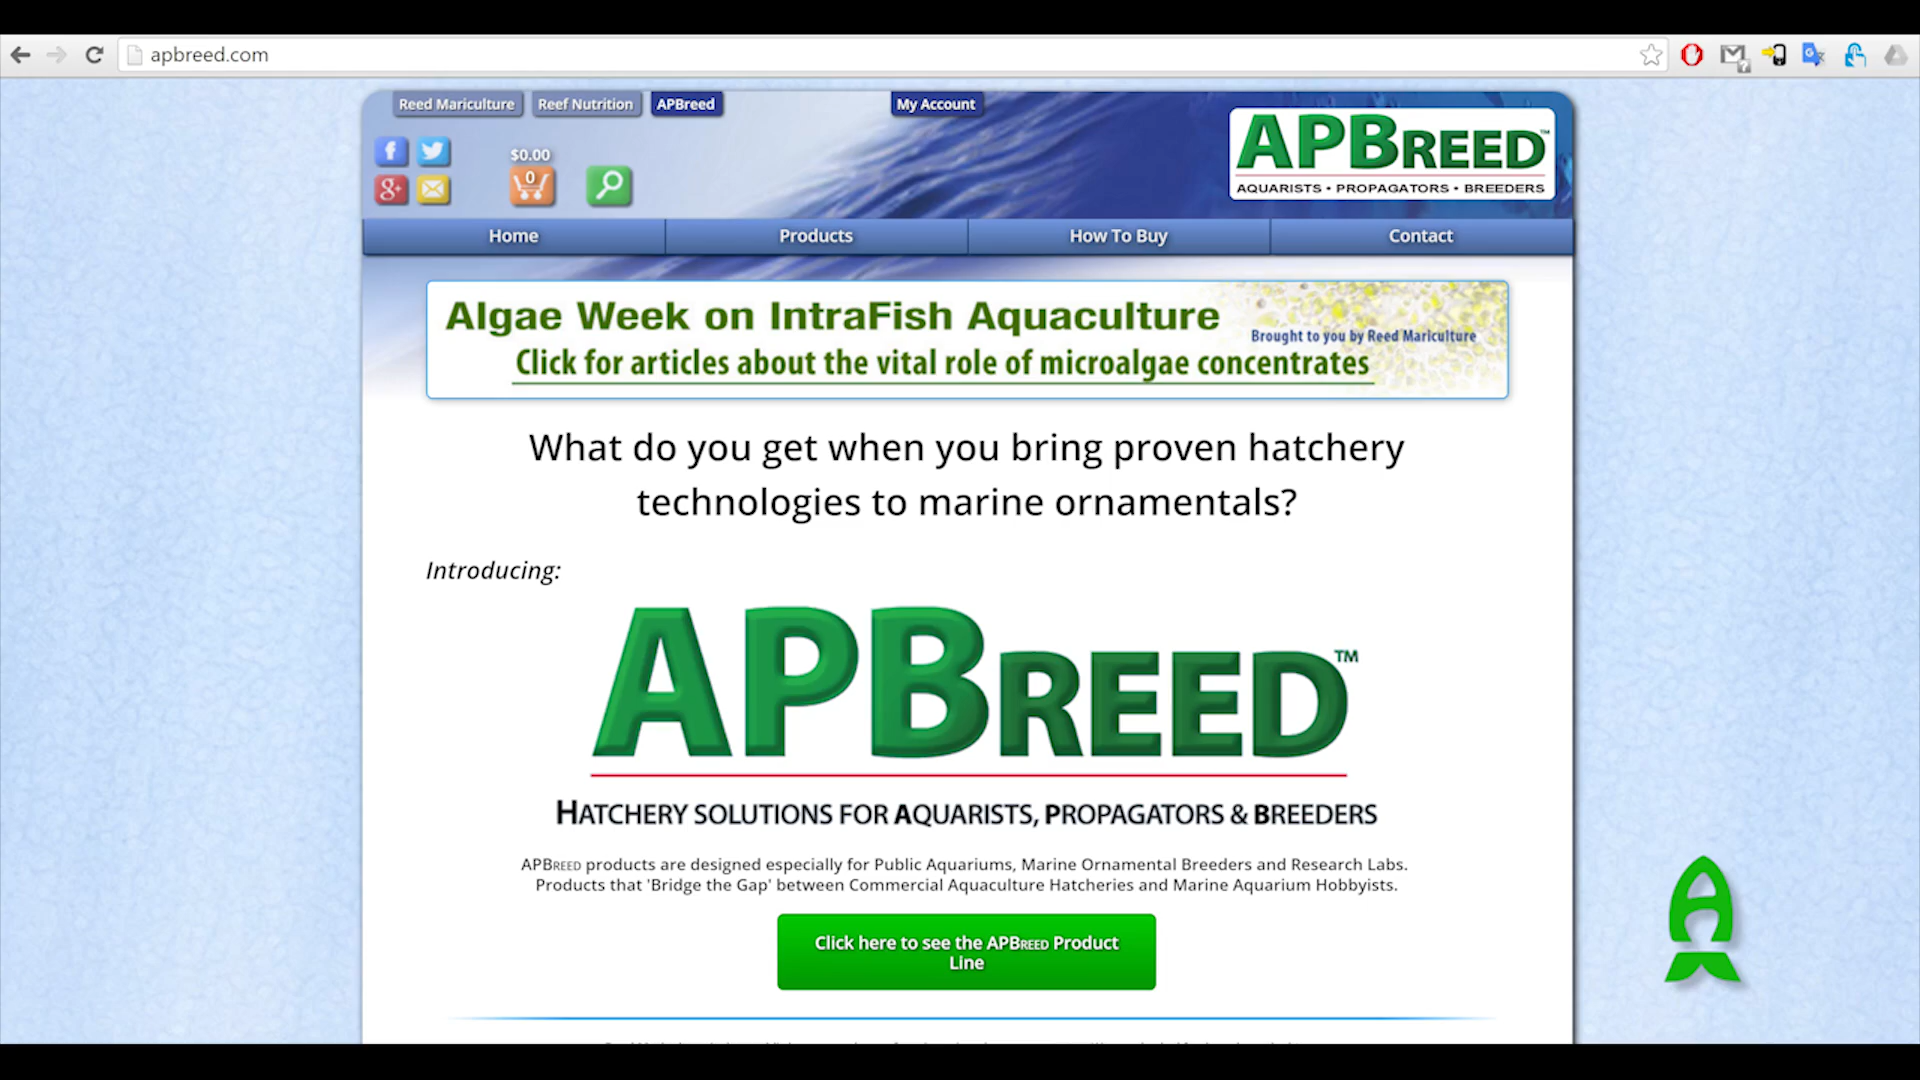 apbreed.com
Reed Mariculture Reef Nutrition APBreed My Account
$0.00
0
APBREED™
AQUARISTS • PROPAGATORS • BREEDERS
Home Products How To Buy Contact
Algae Week on IntraFish Aquaculture
Brought to you by Reed Mariculture
Click for articles about the vital role of microalgae concentrates
What do you get when you bring proven hatchery
technologies to marine ornamentals?
Introducing:
APBREED™
HATCHERY SOLUTIONS FOR AQUARISTS, PROPAGATORS & BREEDERS
APBREED products are designed especially for Public Aquariums, Marine Ornamental Breeders and Research Labs.
Products that 'Bridge the Gap' between Commercial Aquaculture Hatcheries and Marine Aquarium Hobbyists.
Click here to see the APBREED Product
Line